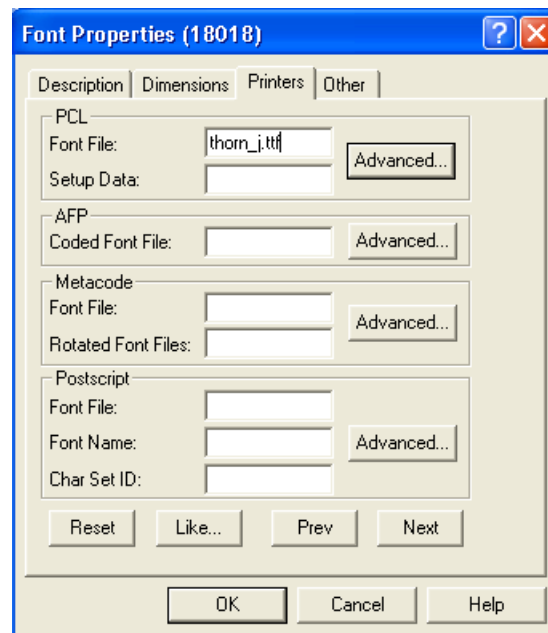 Font Properties (18018)
Description Dimensions Printers Other
PCL
Font File: thorn_j.ttf
Advanced...
Setup Data:
AFP
Coded Font File: Advanced...
Metacode
Font File:
Advanced...
Rotated Font Files:
Postscript
Font File:
Font Name: Advanced...
Char Set ID:
Reset Like... Prev Next
OK Cancel Help